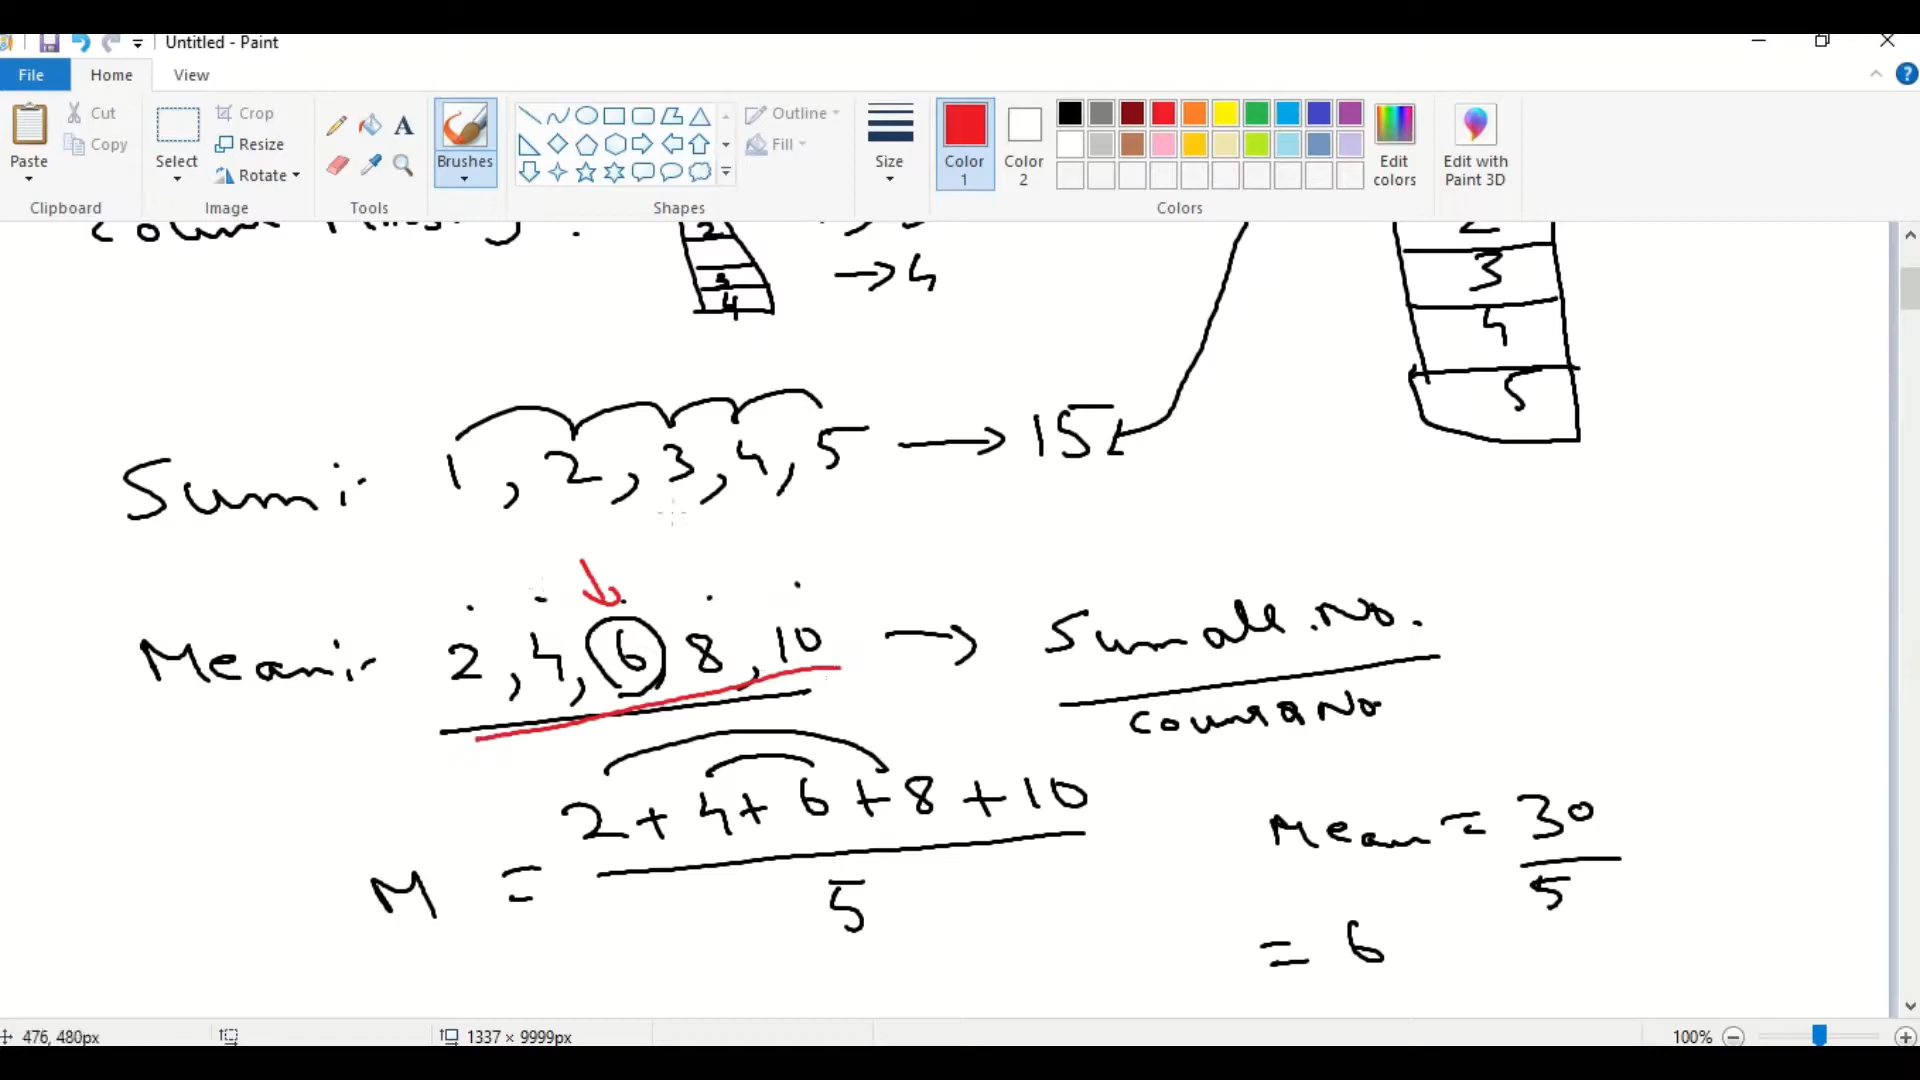 Untitled - Paint
File Home View
Paste
Cut
Copy
Clipboard
Select
Crop
Resize
Rotate
Image
Tools
Brushes
Shapes
Outline
Fill
Size
Color 1
Color 2
Colors
Edit colors
Edit with Paint 3D
2
3
4
→ 4
2
3
4
5
Sum:- 1, 2, 3, 4, 5 → 15
Mean:- 2, 4, 6 8, 10 → Sum all. No.
No
M = 2 + 4 + 6 + 8 + 10
5
Mean = 30
5
= 6
476, 480px
1337 × 9999px
100%